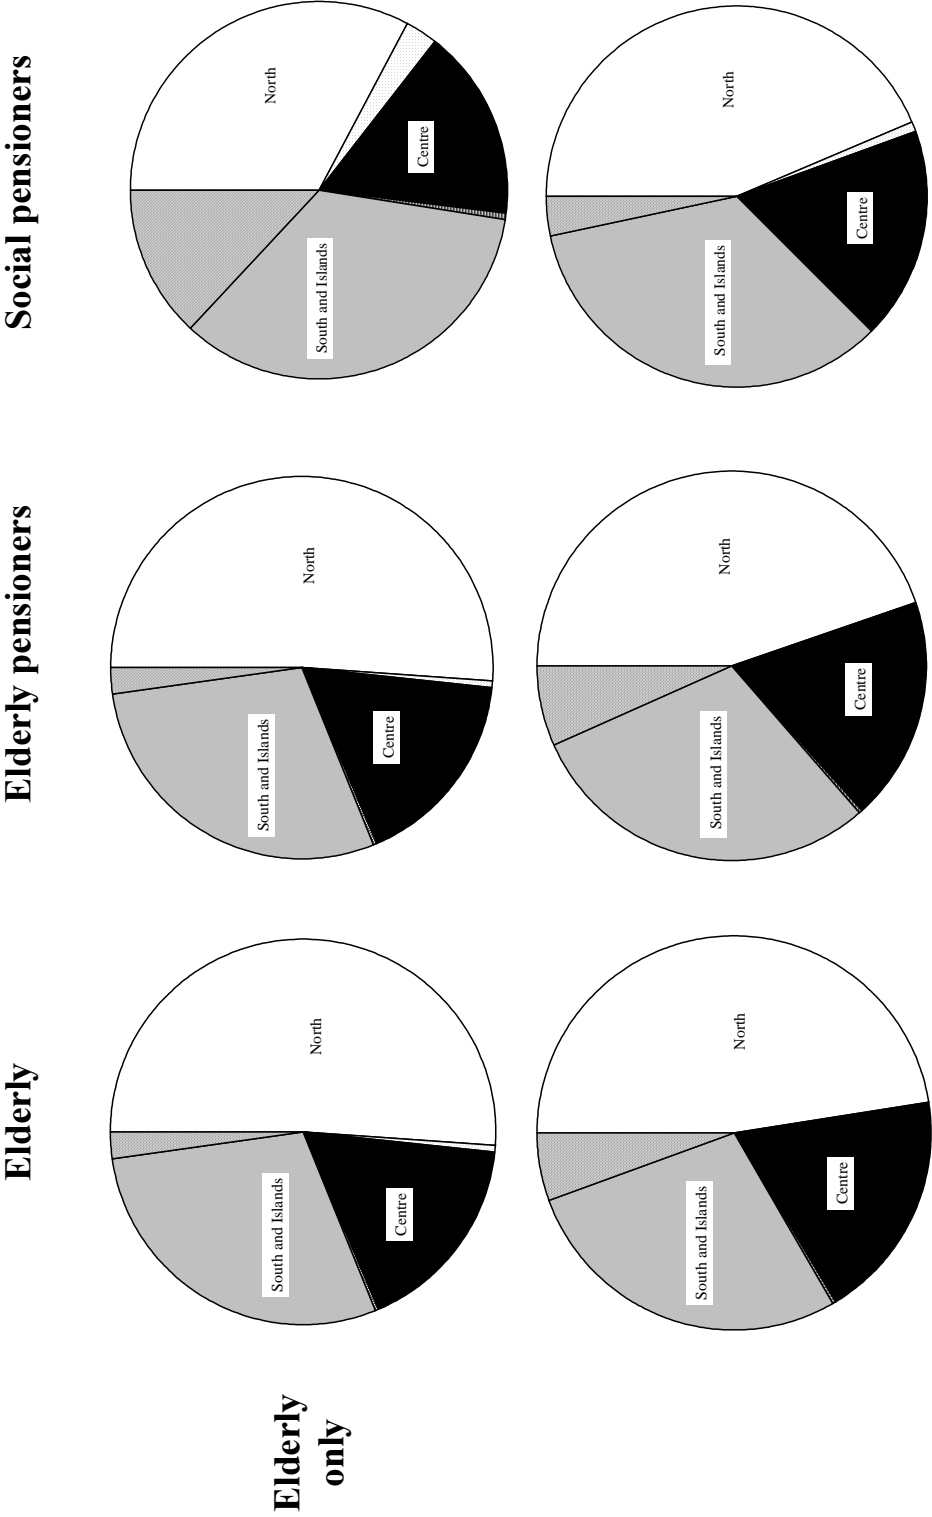 Elderly
Elderly pensioners
Social pensioners
Elderly
only
South and Islands
North
Centre
South and Islands
North
Centre
South and Islands
North
Centre
South and Islands
North
Centre
South and Islands
North
Centre
South and Islands
North
Centre